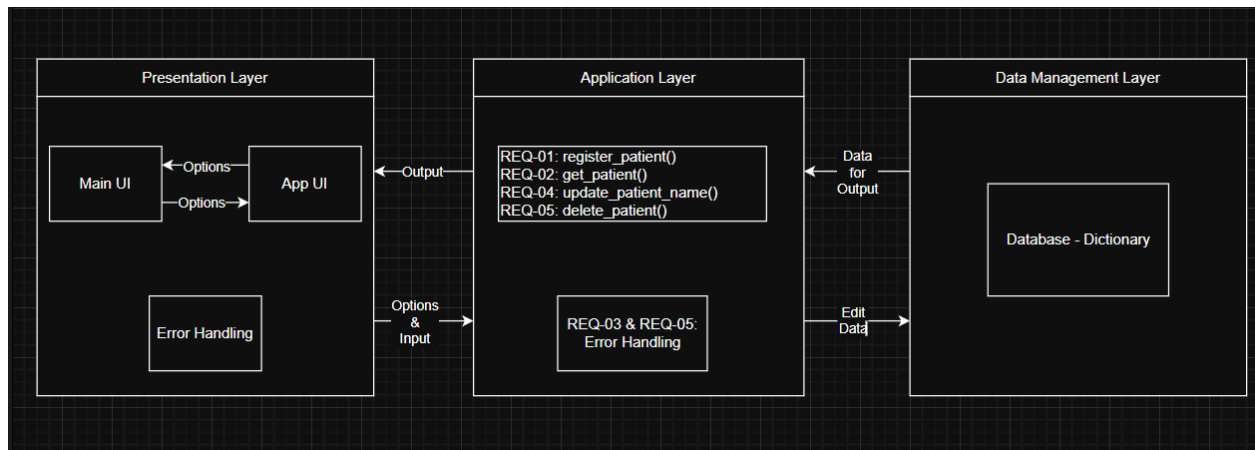 Presentation Layer
Main UI
Options
Options
App UI
Error Handling
Output
Options
&
Input
Application Layer
REQ-01: register_patient()
REQ-02: get_patient()
REQ-04: update_patient_name()
REQ-05: delete_patient()
REQ-03 & REQ-05:
Error Handling
Data
for
Output
Edit
Data
Data Management Layer
Database - Dictionary